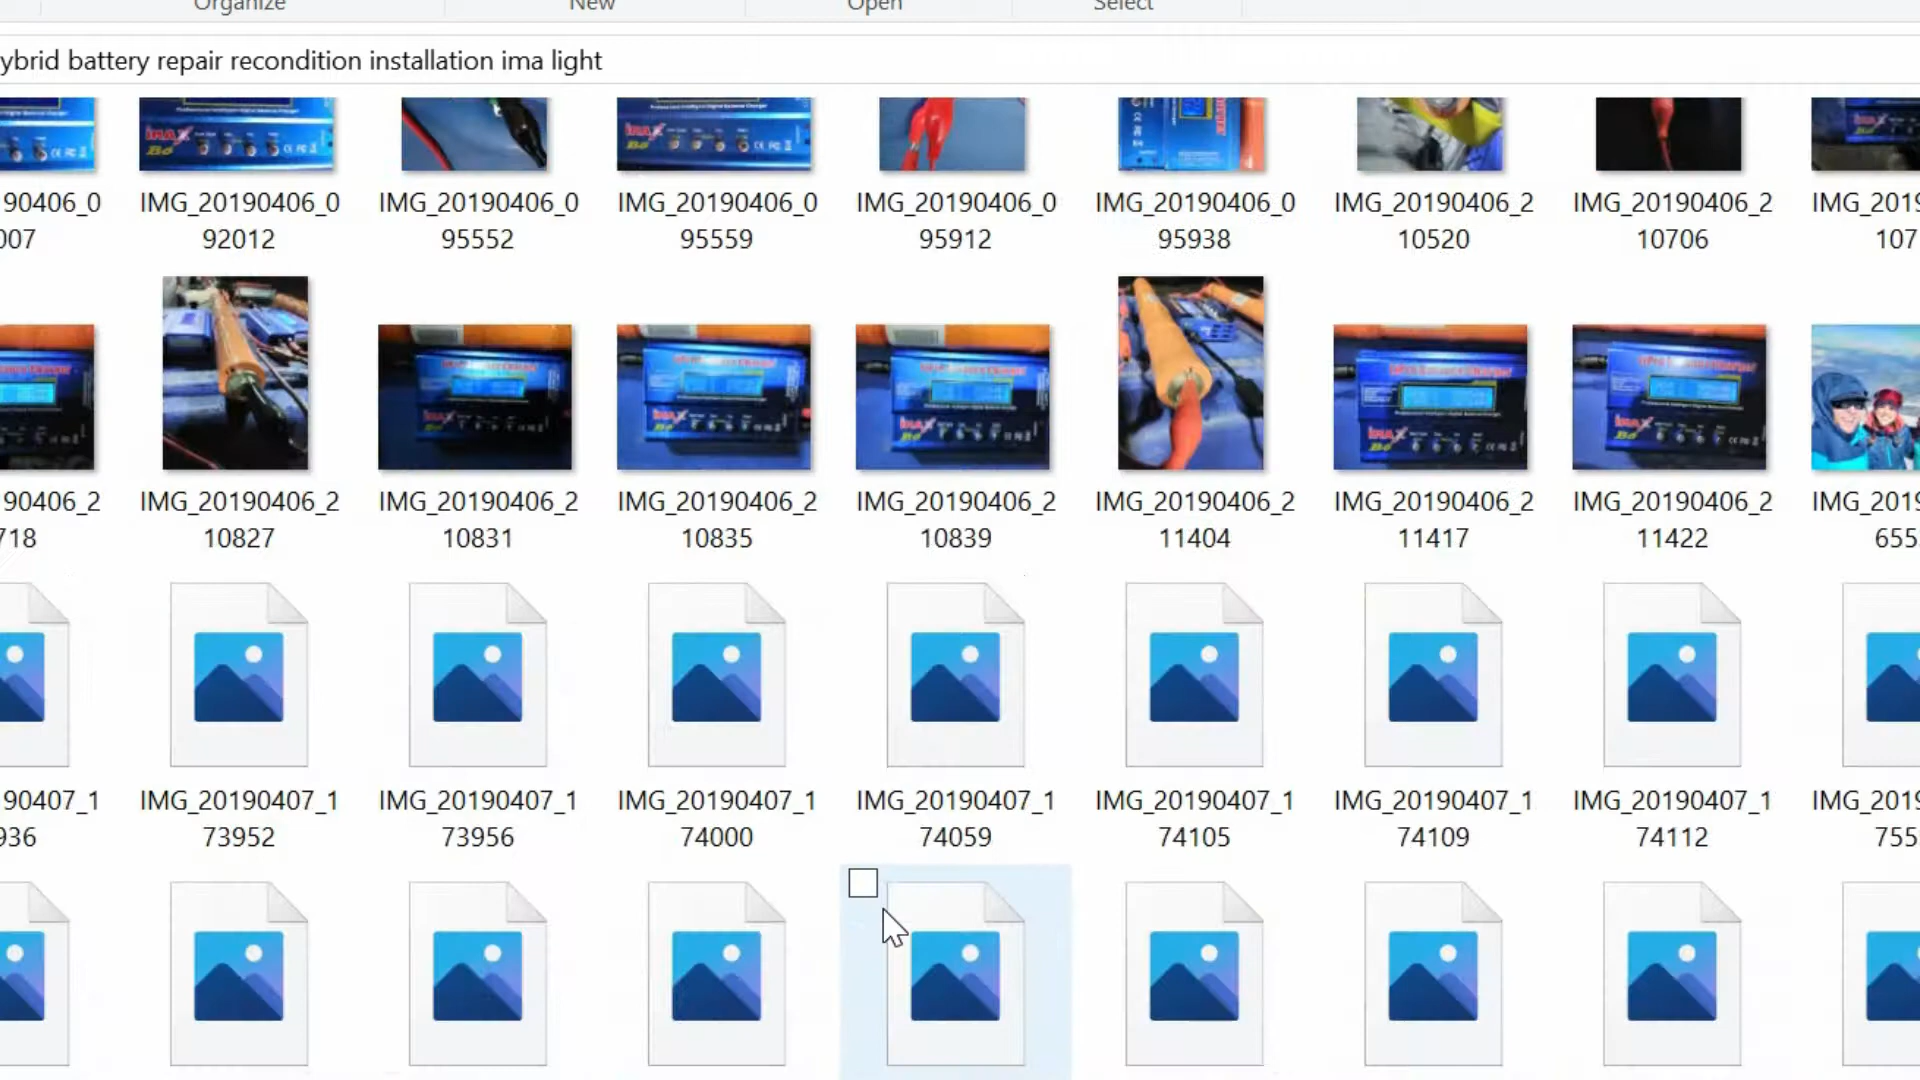 Organize New Open Select
ybrid battery repair recondition installation ima light
90406_0 IMG_20190406_0 IMG_20190406_0 IMG_20190406_0 IMG_20190406_0 IMG_20190406_0 IMG_20190406_2 IMG_20190406_2 IMG_2019
007 92012 95552 95559 95912 95938 10520 10706 107
90406_2 IMG_20190406_2 IMG_20190406_2 IMG_20190406_2 IMG_20190406_2 IMG_20190406_2 IMG_20190406_2 IMG_20190406_2 IMG_2019
718 10827 10831 10835 10839 11404 11417 11422 655
90407_1 IMG_20190407_1 IMG_20190407_1 IMG_20190407_1 IMG_20190407_1 IMG_20190407_1 IMG_20190407_1 IMG_20190407_1 IMG_2019
936 73952 73956 74000 74059 74105 74109 74112 755